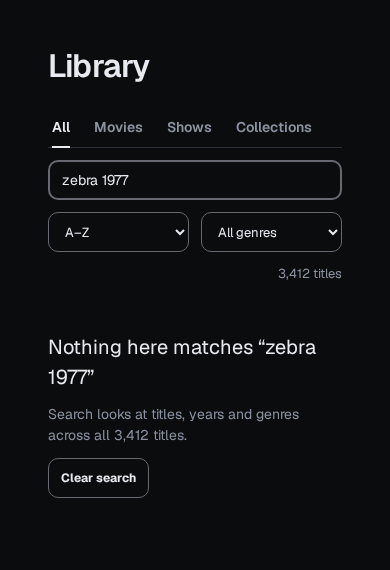 Library
All Movies Shows Collections
zebra 1977
A–Z All genres
3,412 titles
Nothing here matches “zebra
1977”
Search looks at titles, years and genres
across all 3,412 titles.
Clear search